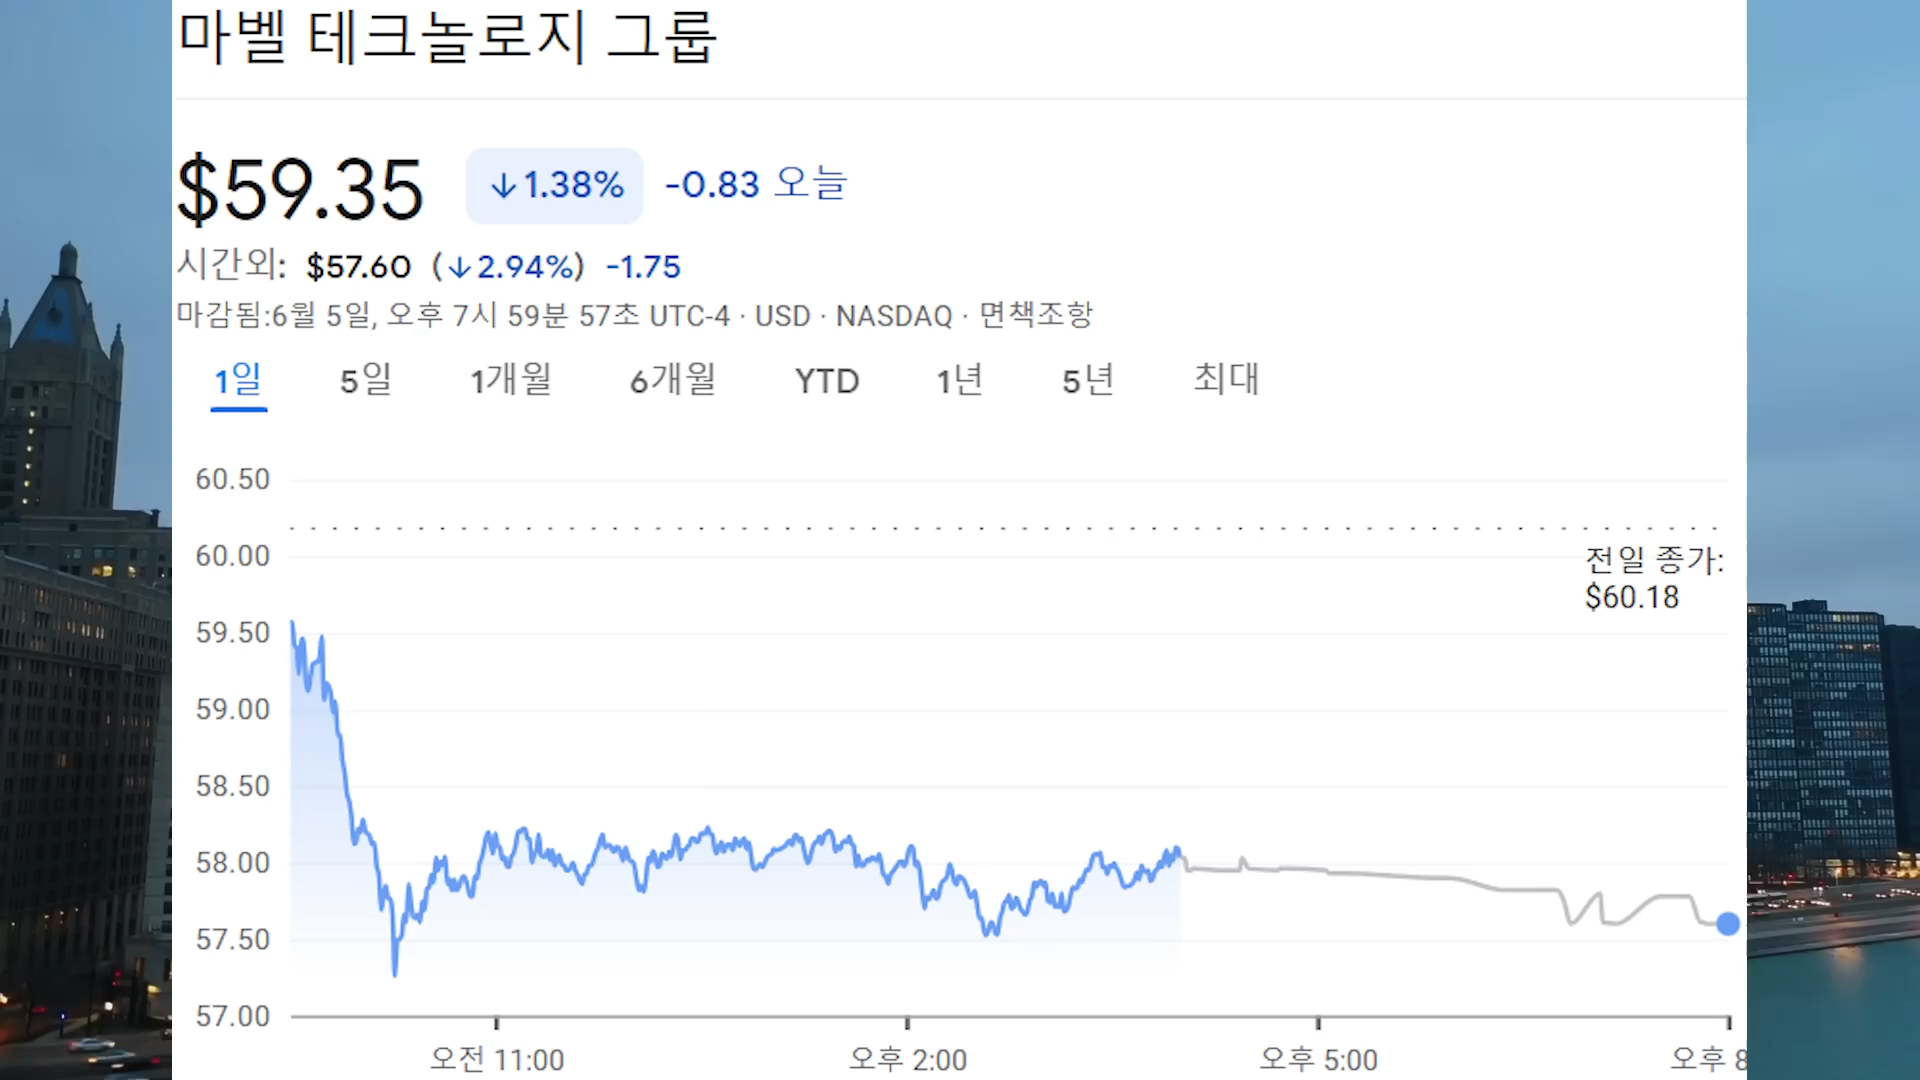 마벨 테크놀로지 그룹
$59.35 ↓1.38% -0.83 오늘
시간외: $57.60 (↓2.94%) -1.75
마감됨:6월 5일, 오후 7시 59분 57초 UTC-4 · USD · NASDAQ · 면책조항
1일 5일 1개월 6개월 YTD 1년 5년 최대
60.50
60.00
전일 종가:
$60.18
59.50
59.00
58.50
58.00
57.50
57.00
오전 11:00 오후 2:00 오후 5:00 오후 8